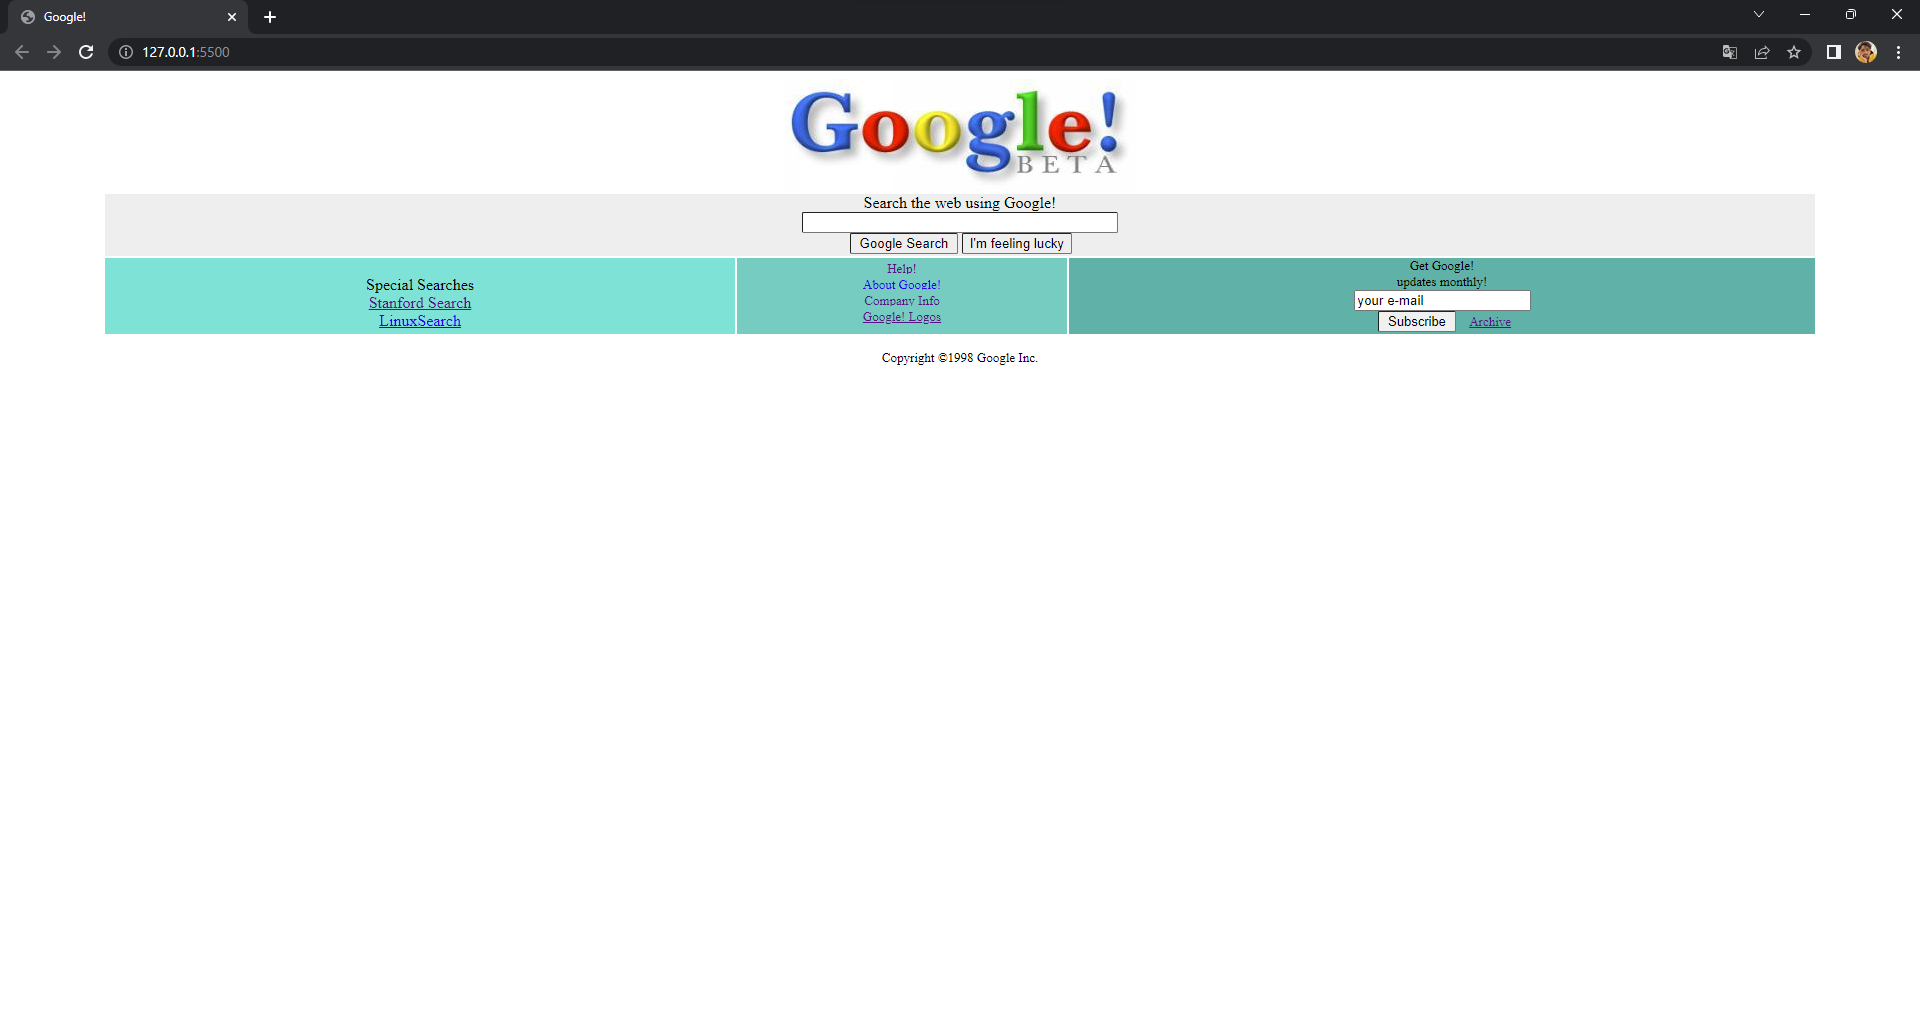 Google!
127.0.0.1:5500
Google!
BETA
Search the web using Google!
Google Search I'm feeling lucky
Special Searches
Stanford Search
LinuxSearch
Help!
About Google!
Company Info
Google! Logos
Get Google!
updates monthly!
your e-mail
Subscribe Archive
Copyright ©1998 Google Inc.